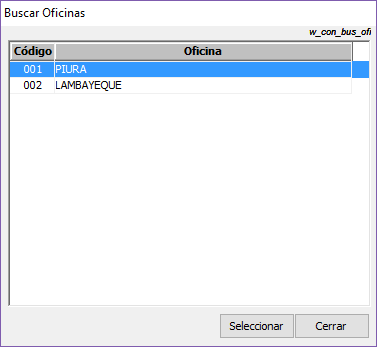 Buscar Oficinas
w_con_bus_ofi
Código Oficina
001 PIURA
002 LAMBAYEQUE
Seleccionar Cerrar